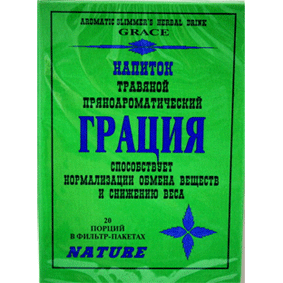 AROMATIC SLIMMER'S HERBAL DRINK
GRACE
НАПИТОК
ТРАВЯНОЙ
ПРЯНОАРОМАТИЧЕСКИЙ
ГРАЦИЯ
СПОСОБСТВУЕТ
НОРМАЛИЗАЦИИ ОБМЕНА ВЕЩЕСТВ
И СНИЖЕНИЮ ВЕСА
20
ПОРЦИЙ
В ФИЛЬТР-ПАКЕТАХ
NATURE